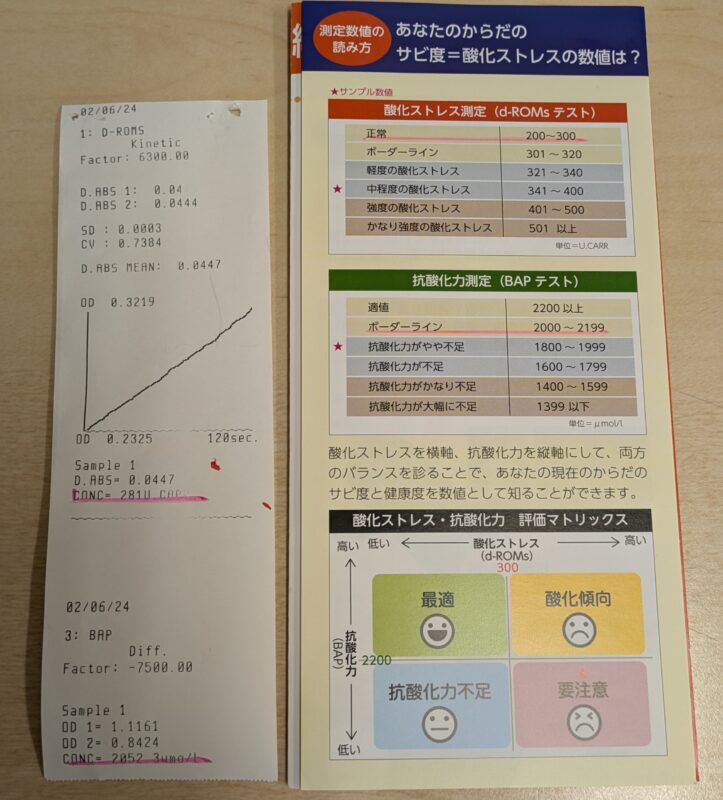 02/06/24
1: D-ROMS
Kinetic
Factor: 6300.00
D.ABS 1: 0.04
D.ABS 2: 0.0444
SD : 0.0003
CV : 0.7384
D.ABS MEAN: 0.0447
OD 0.3219
OD 0.2325 120sec.
Sample 1
D.ABS= 0.0447
CONC= 281U CARR
02/06/24
3: BAP
Diff.
Factor: -7500.00
Sample 1
OD 1= 1.1161
OD 2= 0.8424
CONC= 2052.3umo/L
測定数値の
読み方
あなたのからだの
サビ度＝酸化ストレスの数値は？
★サンプル数値
酸化ストレス測定（d-ROMs テスト）
正常 200～300
ボーダーライン 301 ～ 320
軽度の酸化ストレス 321 ～ 340
★ 中程度の酸化ストレス 341 ～ 400
強度の酸化ストレス 401 ～ 500
かなり強度の酸化ストレス 501 以上
単位＝U.CARR
抗酸化力測定（BAP テスト）
適値 2200 以上
ボーダーライン 2000 ～ 2199
★ 抗酸化力がやや不足 1800 ～ 1999
抗酸化力が不足 1600 ～ 1799
抗酸化力がかなり不足 1400 ～ 1599
抗酸化力が大幅に不足 1399 以下
単位＝μmol/l
酸化ストレスを横軸、抗酸化力を縦軸にして、両方
のバランスを診ることで、あなたの現在のからだの
サビ度と健康度を数値として知ることができます。
酸化ストレス・抗酸化力 評価マトリックス
高い 低い 酸化ストレス 高い
(d-ROMs)
300
最適 酸化傾向
抗酸化力
(BAP)
2200
抗酸化力不足 要注意
低い